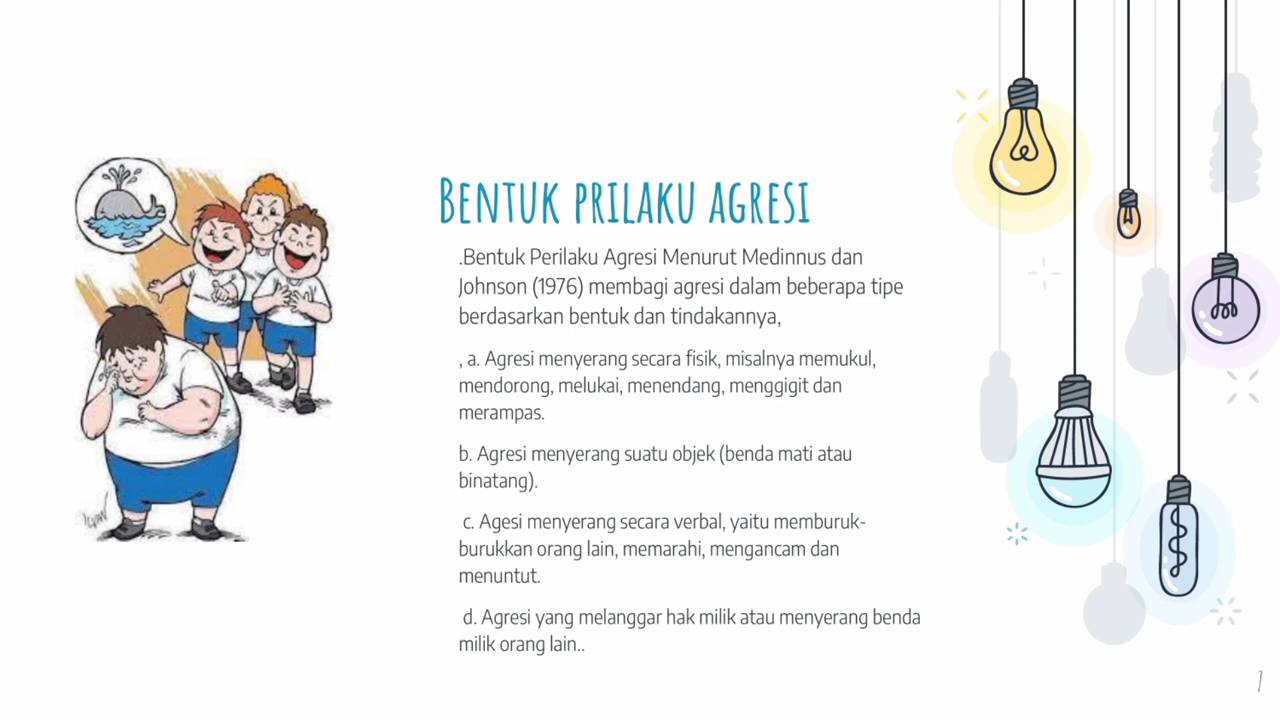 Bentuk prilaku agresi
.Bentuk Perilaku Agresi Menurut Medinnus dan
Johnson (1976) membagi agresi dalam beberapa tipe
berdasarkan bentuk dan tindakannya,
, a. Agresi menyerang secara fisik, misalnya memukul,
mendorong, melukai, menendang, menggigit dan
merampas.
b. Agresi menyerang suatu objek (benda mati atau
binatang).
c. Agesi menyerang secara verbal, yaitu memburuk-
burukkan orang lain, memarahi, mengancam dan
menuntut.
d. Agresi yang melanggar hak milik atau menyerang benda
milik orang lain..
7